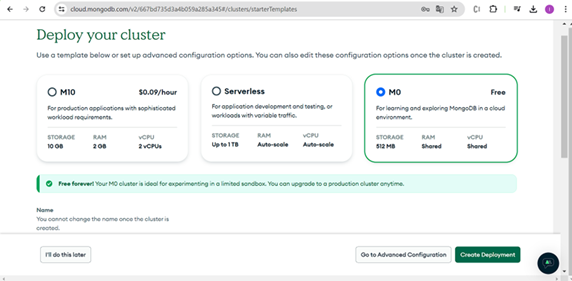 cloud.mongodb.com/v2/667bd735d3a4b059a285a345#/clusters/starterTemplates
Deploy your cluster
Use a template below or set up advanced configuration options. You can also edit these configuration options once the cluster is created.
M10 $0.09/hour
For production applications with sophisticated
workload requirements.
STORAGE RAM vCPU
10 GB 2 GB 2 vCPUs
Serverless
For application development and testing, or
workloads with variable traffic.
STORAGE RAM vCPU
Up to 1 TB Auto-scale Auto-scale
M0 Free
For learning and exploring MongoDB in a cloud
environment.
STORAGE RAM vCPU
512 MB Shared Shared
Free forever! Your M0 cluster is ideal for experimenting in a limited sandbox. You can upgrade to a production cluster anytime.
Name
You cannot change the name once the cluster is
created.
I'll do this later
Go to Advanced Configuration
Create Deployment